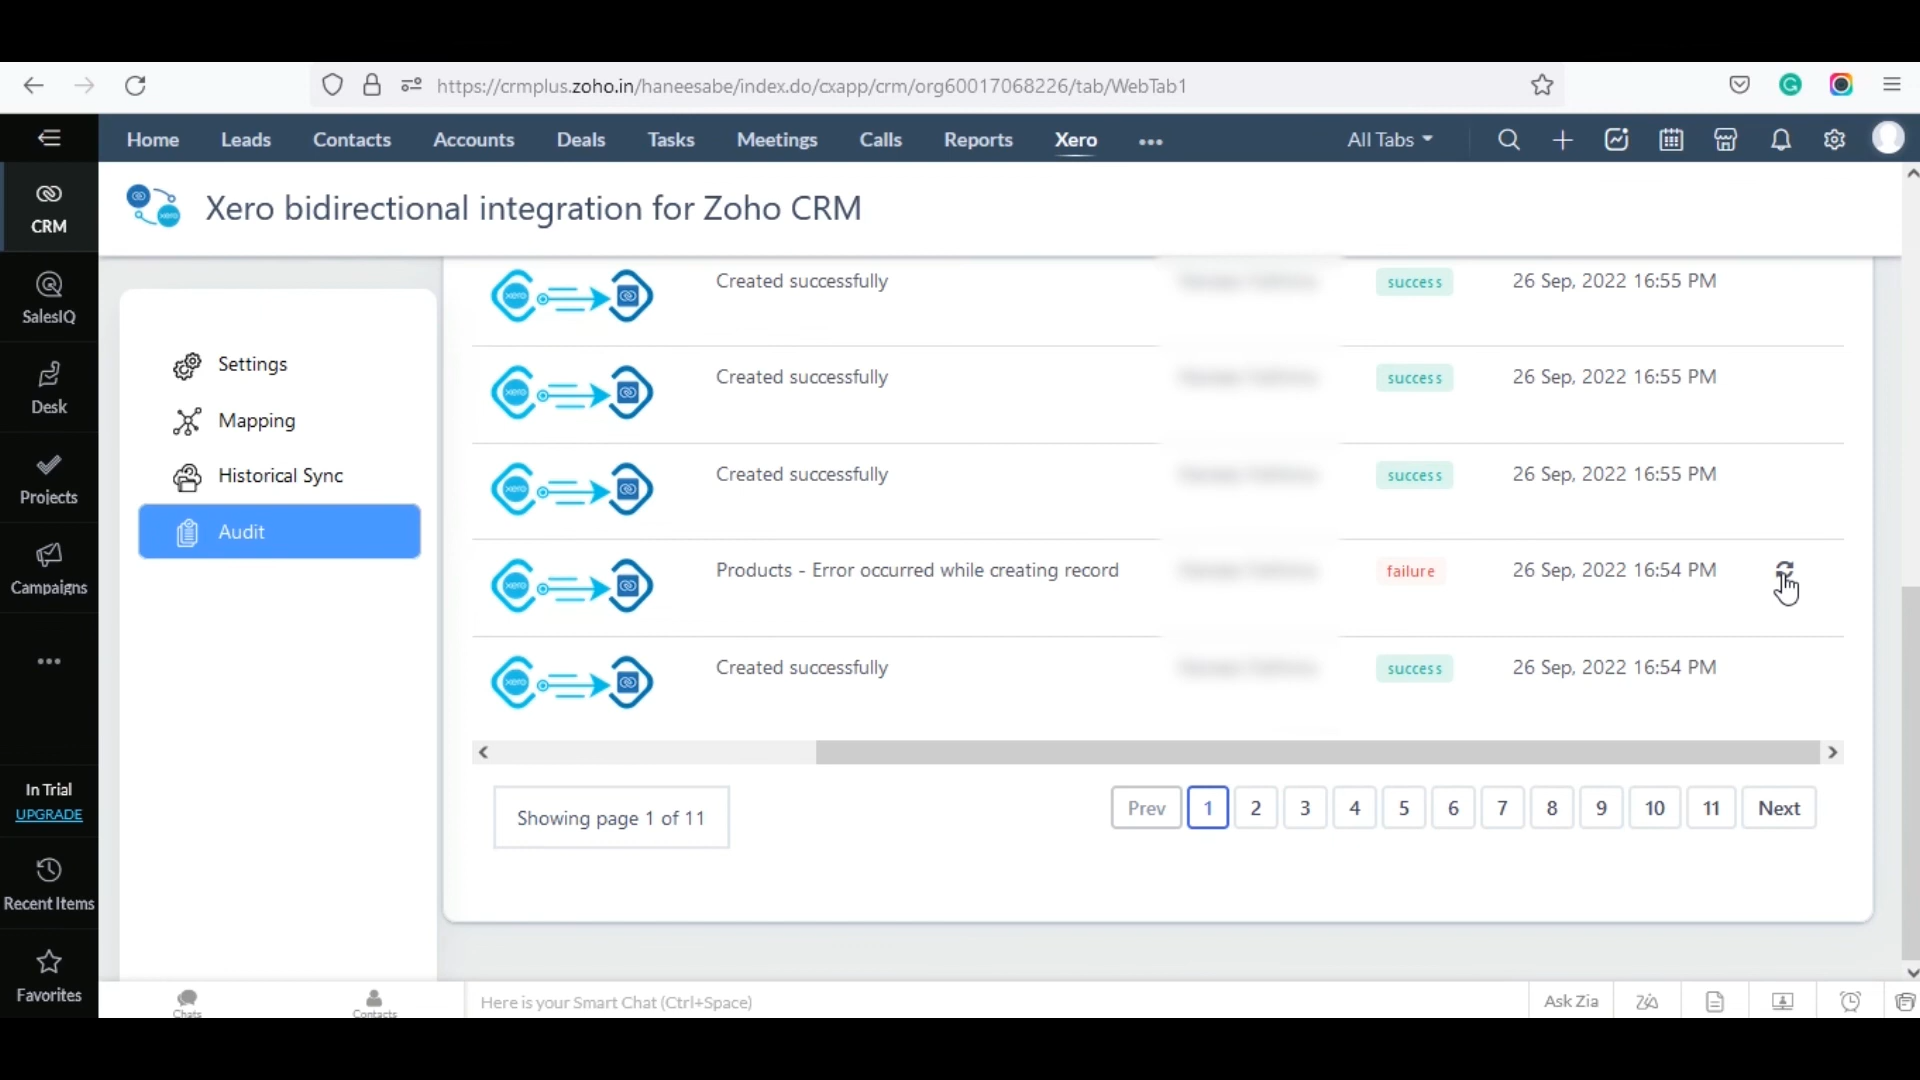 https://crmplus.zoho.in/haneesabe/index.do/cxapp/crm/org60017068226/tab/WebTab1
Home Leads Contacts Accounts Deals Tasks Meetings Calls Reports Xero ••• All Tabs
CRM
SalesIQ
Desk
Projects
Campaigns
•••
In Trial
UPGRADE
Recent Items
Favorites
Xero bidirectional integration for Zoho CRM
Settings
Mapping
Historical Sync
Audit
xero Created successfully success 26 Sep, 2022 16:55 PM
xero Created successfully success 26 Sep, 2022 16:55 PM
xero Created successfully success 26 Sep, 2022 16:55 PM
xero Products - Error occurred while creating record failure 26 Sep, 2022 16:54 PM
xero Created successfully success 26 Sep, 2022 16:54 PM
Showing page 1 of 11
Prev 1 2 3 4 5 6 7 8 9 10 11 Next
Chats Contacts Here is your Smart Chat (Ctrl+Space) Ask Zia